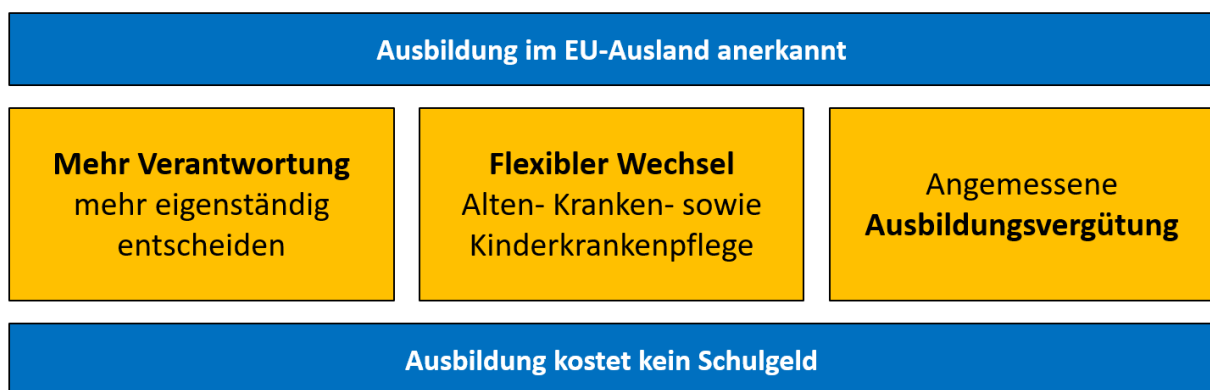 Ausbildung im EU-Ausland anerkannt
Mehr Verantwortung
mehr eigenständig
entscheiden
Flexibler Wechsel
Alten- Kranken- sowie
Kinderkrankenpflege
Angemessene
Ausbildungsvergütung
Ausbildung kostet kein Schulgeld